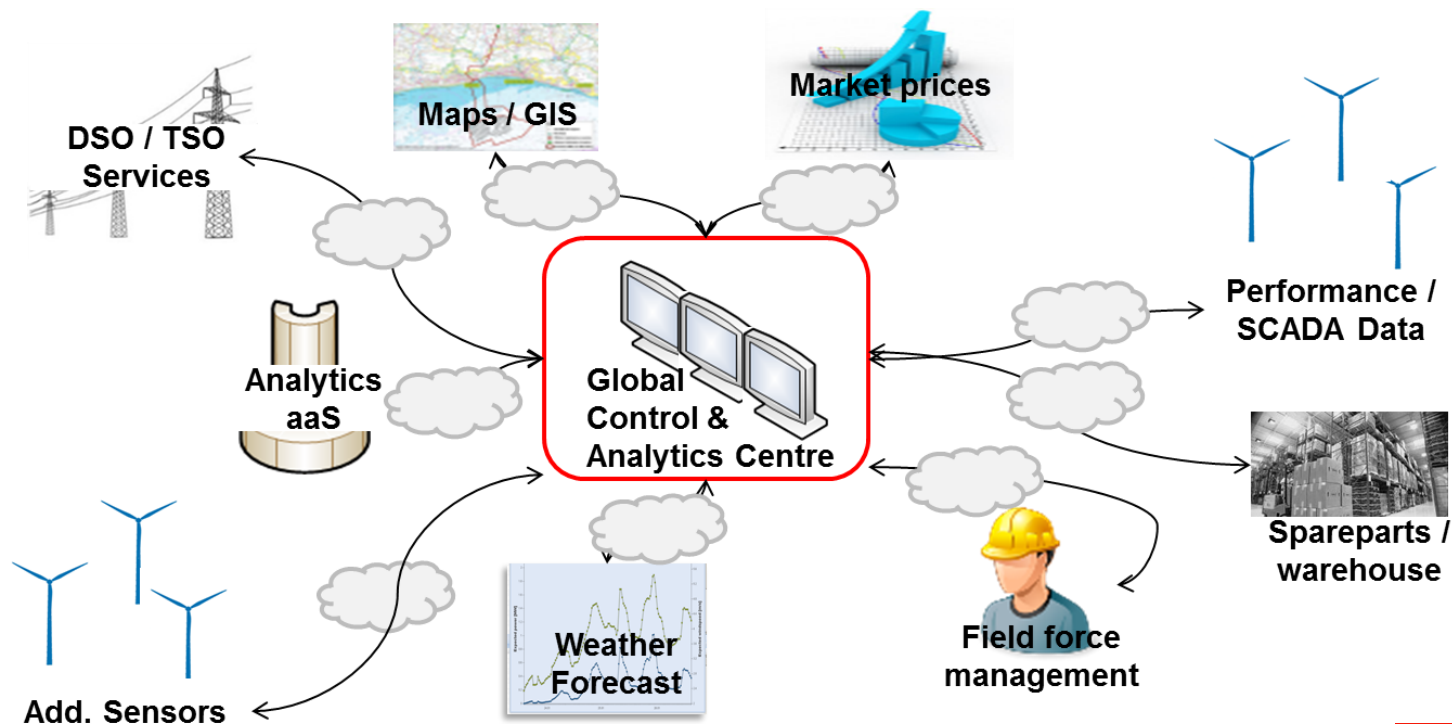 Maps / GIS
Market prices
DSO / TSO
Services
Performance /
SCADA Data
Analytics
aaS
Global
Control &
Analytics Centre
Spareparts /
warehouse
Field force
management
Weather
Forecast
Add. Sensors